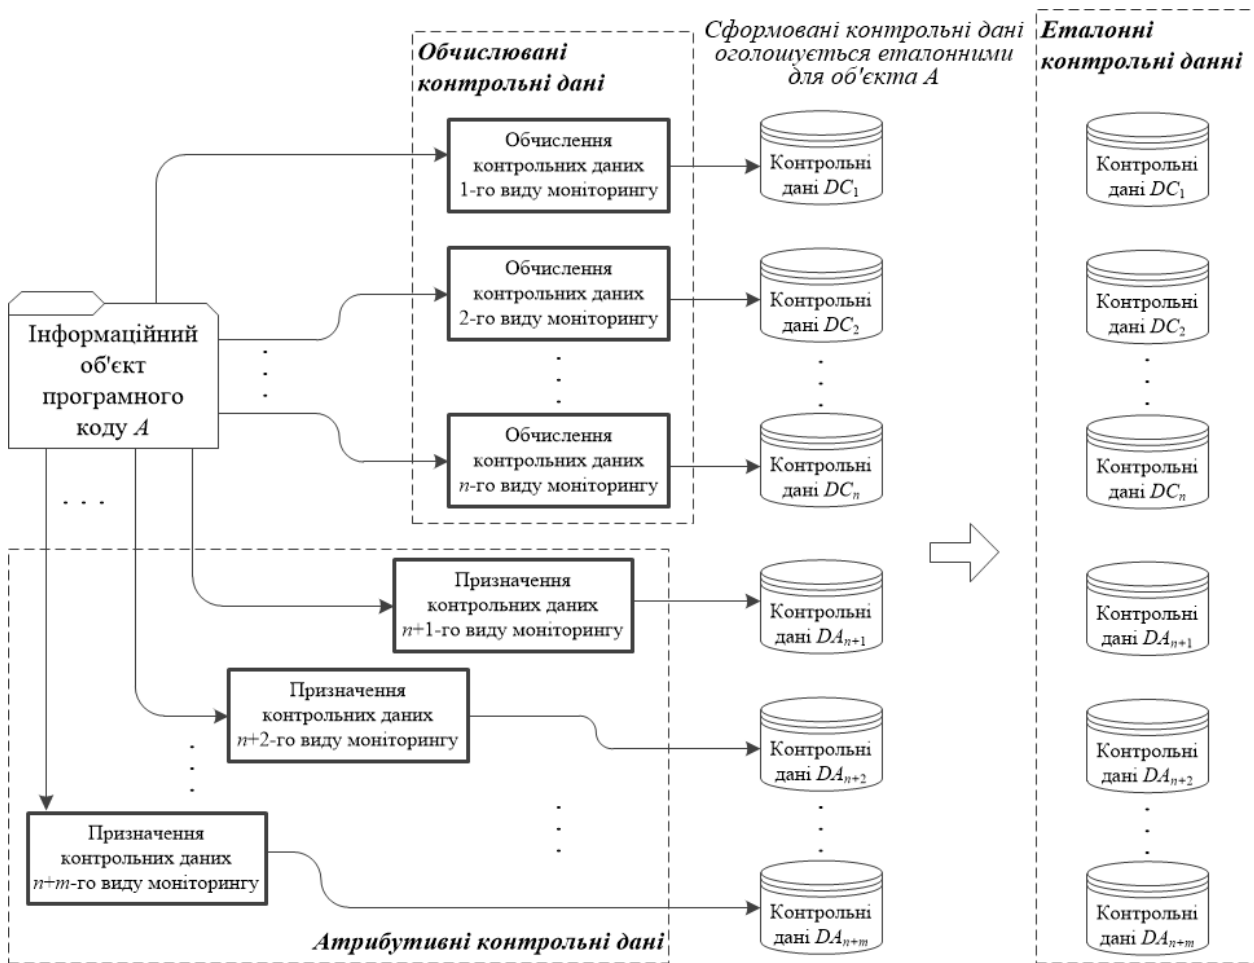 Обчислювані
контрольні дані
Сформовані контрольні дані
оголошується еталонними
для об'єкта A
Еталонні
контрольні данні
Обчислення
контрольних даних
1-го виду моніторингу
Контрольні
дані DC₁
Контрольні
дані DC₁
Обчислення
контрольних даних
2-го виду моніторингу
Контрольні
дані DC₂
Контрольні
дані DC₂
Інформаційний
об'єкт
програмного
коду A
Обчислення
контрольних даних
n-го виду моніторингу
Контрольні
дані DCₙ
Контрольні
дані DCₙ
Призначення
контрольних даних
n+1-го виду моніторингу
Контрольні
дані DAₙ₊₁
Контрольні
дані DAₙ₊₁
Призначення
контрольних даних
n+2-го виду моніторингу
Контрольні
дані DAₙ₊₂
Контрольні
дані DAₙ₊₂
Призначення
контрольних даних
n+m-го виду моніторингу
Контрольні
дані DAₙ₊ₘ
Контрольні
дані DAₙ₊ₘ
Атрибутивні контрольні дані